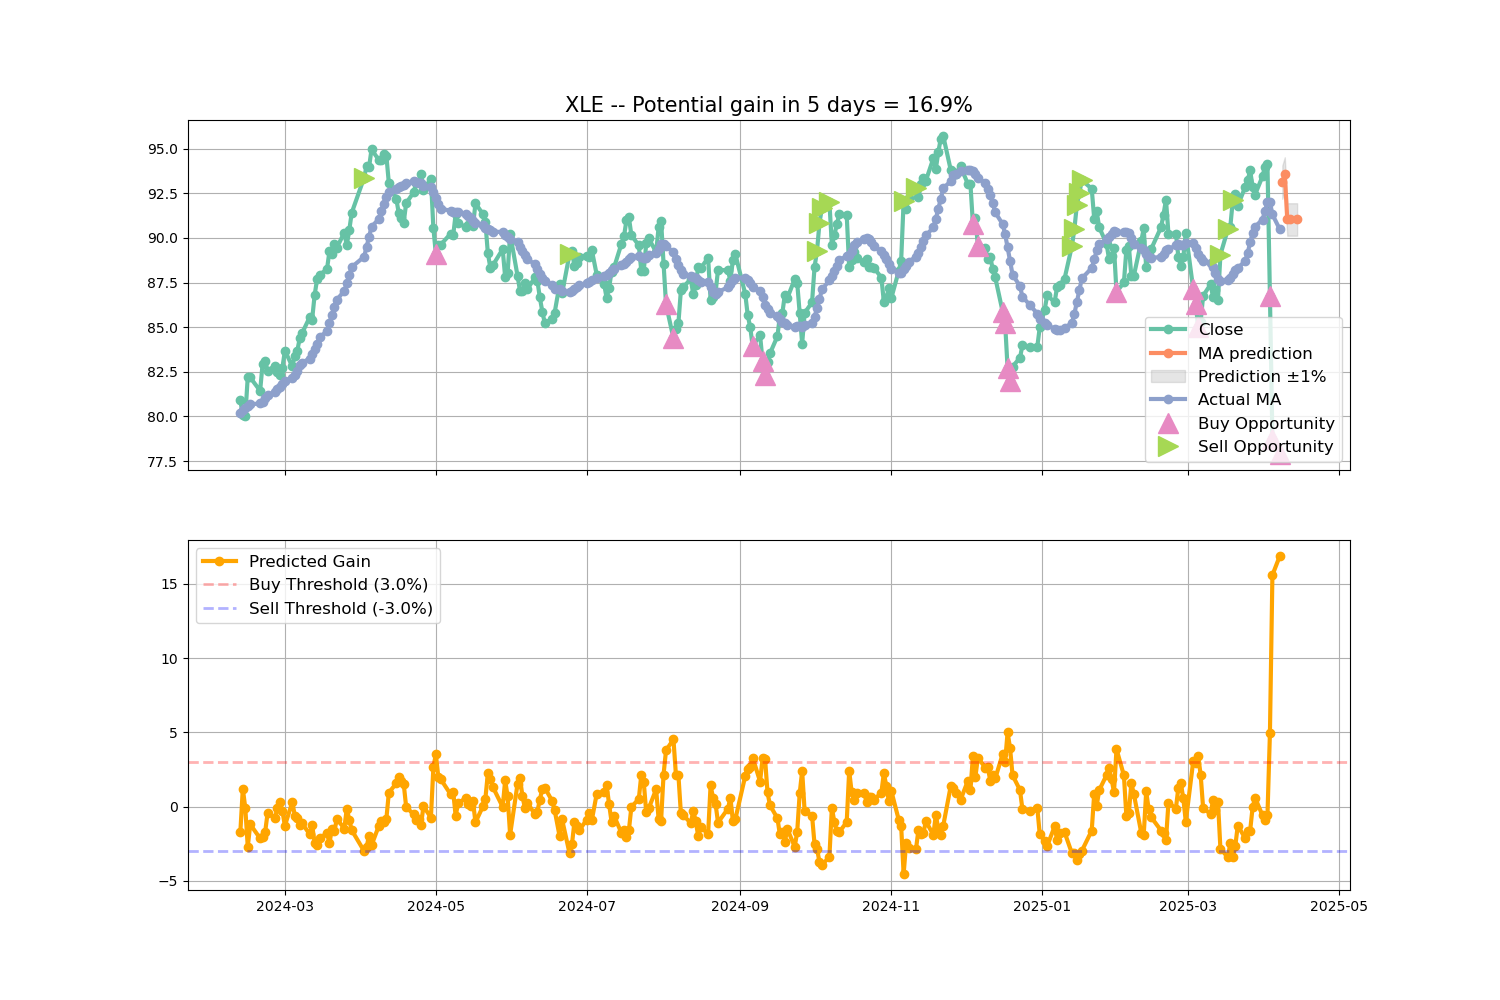 XLE -- Potential gain in 5 days = 16.9%
95.0
92.5
90.0
87.5
85.0
82.5
80.0
77.5
Close
MA prediction
Prediction ±1%
Actual MA
Buy Opportunity
Sell Opportunity
15
10
5
0
−5
Predicted Gain
Buy Threshold (3.0%)
Sell Threshold (-3.0%)
2024-03 2024-05 2024-07 2024-09 2024-11 2025-01 2025-03 2025-05